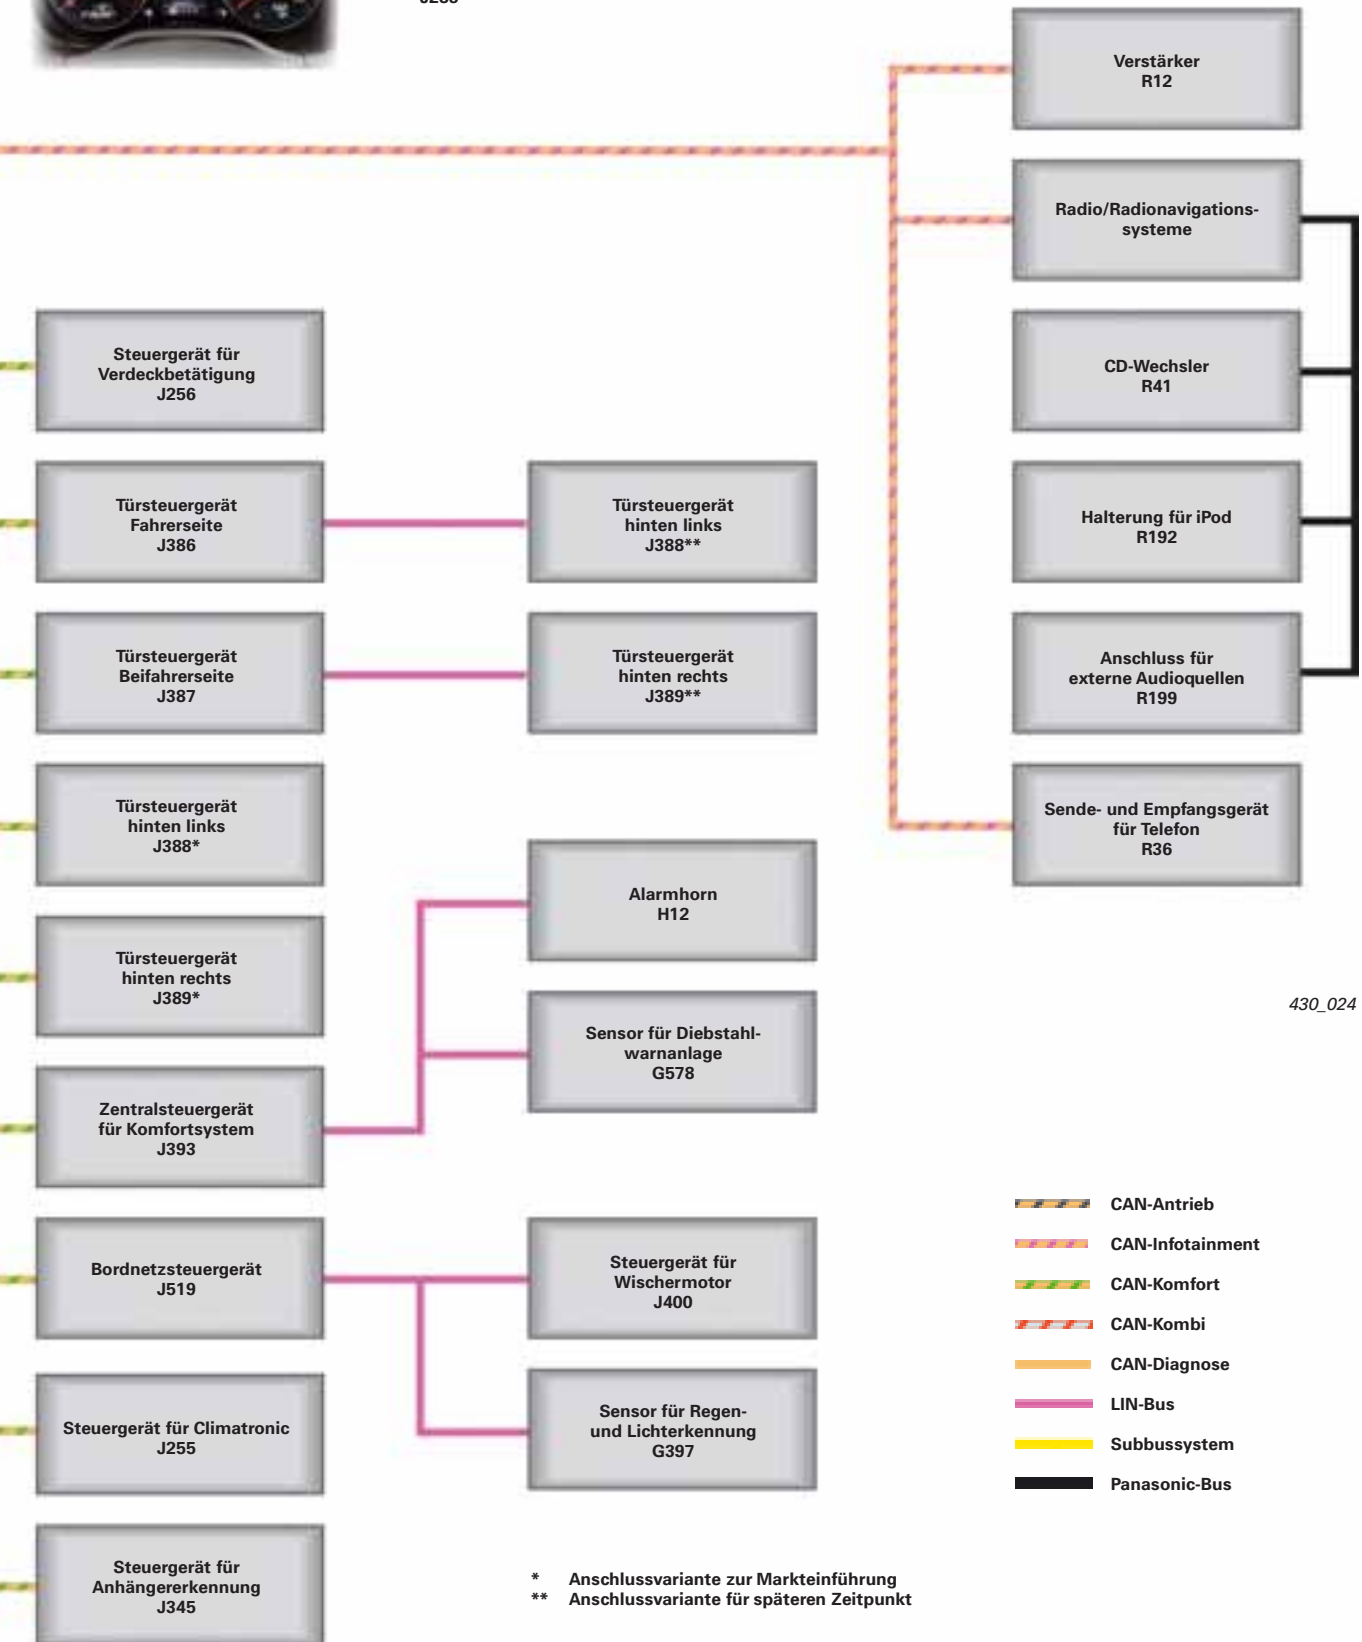 J285
Verstärker
R12
Radio/Radionavigations-
systeme
CD-Wechsler
R41
Halterung für iPod
R192
Anschluss für
externe Audioquellen
R199
Sende- und Empfangsgerät
für Telefon
R36
Steuergerät für
Verdeckbetätigung
J256
Türsteuergerät
Fahrerseite
J386
Türsteuergerät
hinten links
J388**
Türsteuergerät
Beifahrerseite
J387
Türsteuergerät
hinten rechts
J389**
Türsteuergerät
hinten links
J388*
Türsteuergerät
hinten rechts
J389*
Alarmhorn
H12
Sensor für Diebstahl-
warnanlage
G578
Zentralsteuergerät
für Komfortsystem
J393
Bordnetzsteuergerät
J519
Steuergerät für
Wischermotor
J400
Sensor für Regen-
und Lichterkennung
G397
Steuergerät für Climatronic
J255
Steuergerät für
Anhängererkennung
J345
430_024
CAN-Antrieb
CAN-Infotainment
CAN-Komfort
CAN-Kombi
CAN-Diagnose
LIN-Bus
Subbussystem
Panasonic-Bus
* Anschlussvariante zur Markteinführung
** Anschlussvariante für späteren Zeitpunkt